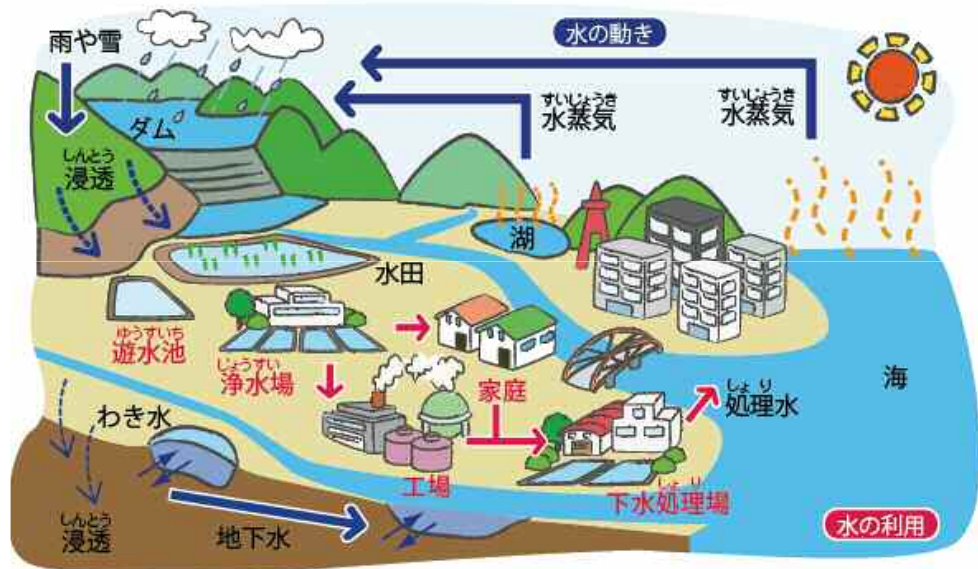 水の動き
雨や雪
すいじょうき
水蒸気
すいじょうき
水蒸気
ダム
しんとう
浸透
湖
水田
ゆうすいち
遊水池
じょうすい
浄水場
家庭
しょり
処理水
海
わき水
工場
しょり
下水処理場
しんとう
浸透
地下水
水の利用